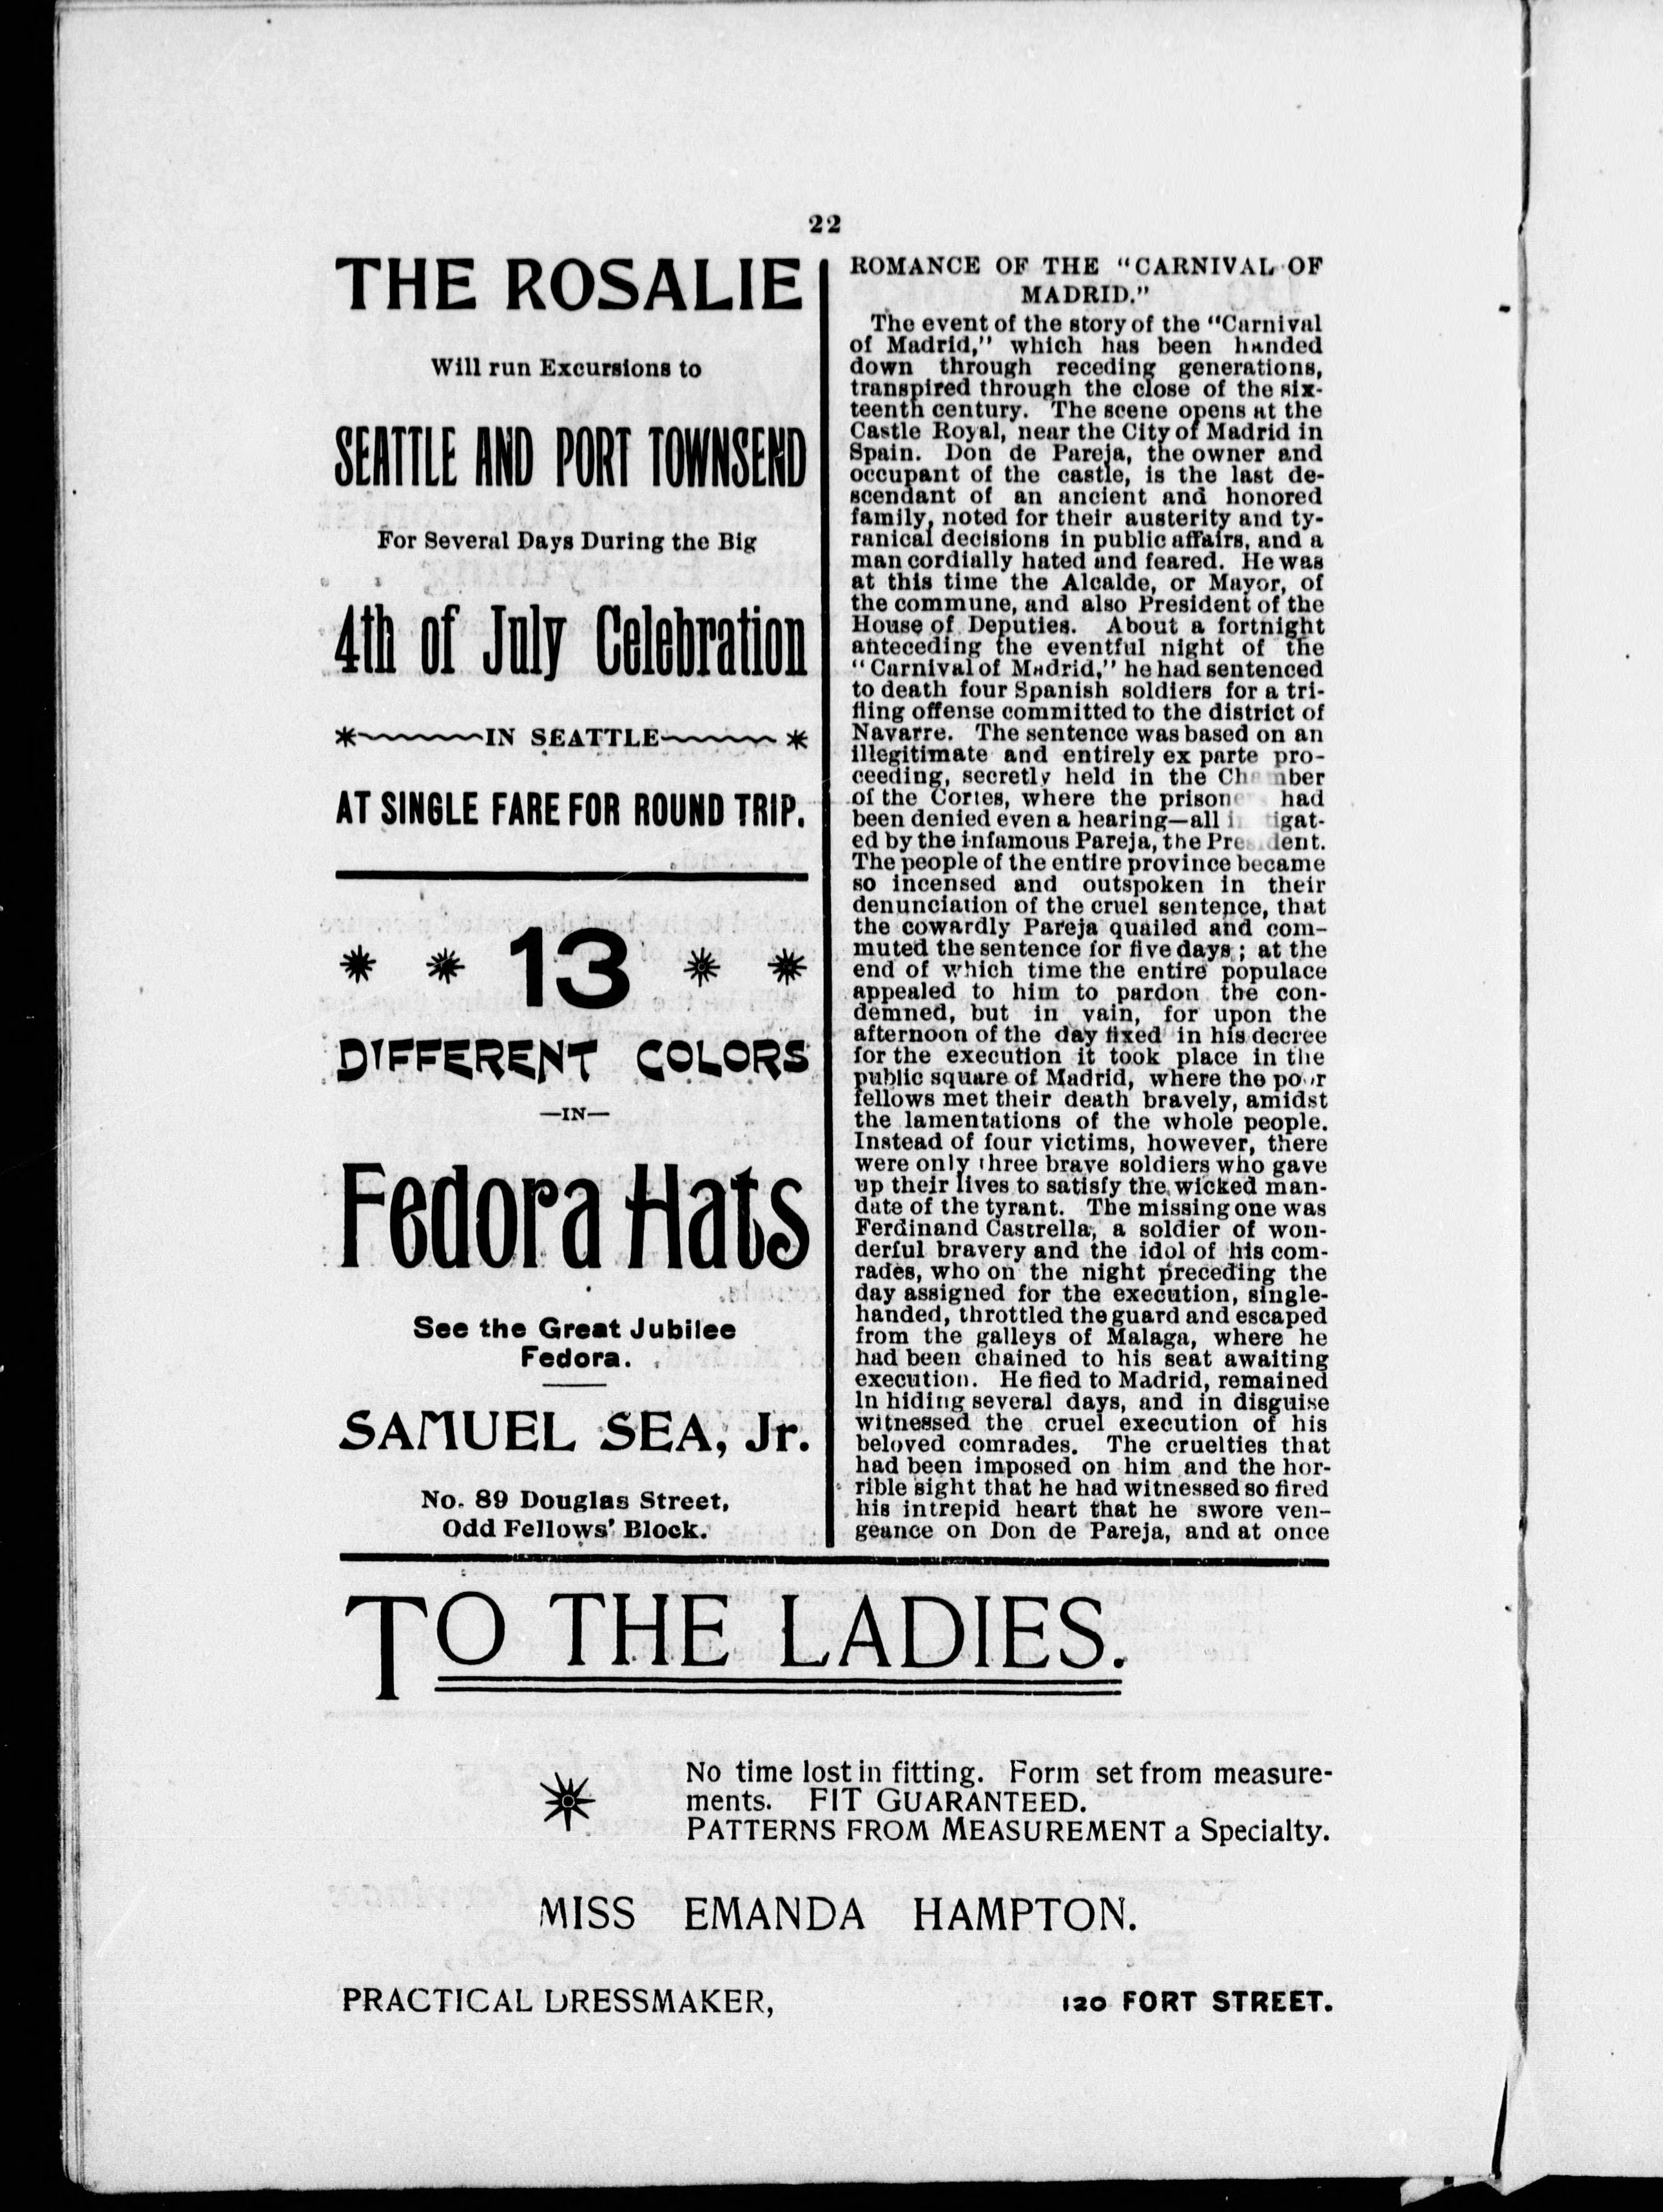 22
THE ROSALIE
Will run Excursions to
SEATTLE AND PORT TOWNSEND
For Several Days During the Big
4th of July Celebration
IN SEATTLE
AT SINGLE FARE FOR ROUND TRIP.
13
DIFFERENT COLORS
—IN—
Fedora Hats
See the Great Jubilee
Fedora.
SAMUEL SEA, Jr.
No. 89 Douglas Street,
Odd Fellows' Block.
ROMANCE OF THE "CARNIVAL OF
MADRID."
The event of the story of the "Carnival
of Madrid," which has been handed
down through receding generations,
transpired through the close of the six-
teenth century. The scene opens at the
Castle Royal, near the City of Madrid in
Spain. Don de Pareja, the owner and
occupant of the castle, is the last de-
scendant of an ancient and honored
family, noted for their austerity and ty-
ranical decisions in public affairs, and a
man cordially hated and feared. He was
at this time the Alcalde, or Mayor, of
the commune, and also President of the
House of Deputies. About a fortnight
anteceding the eventful night of the
"Carnival of Madrid," he had sentenced
to death four Spanish soldiers for a tri-
fling offense committed to the district of
Navarre. The sentence was based on an
illegitimate and entirely ex parte pro-
ceeding, secretly held in the Chamber
of the Cortes, where the prisoners had
been denied even a hearing—all instigat-
ed by the infamous Pareja, the President.
The people of the entire province became
so incensed and outspoken in their
denunciation of the cruel sentence, that
the cowardly Pareja quailed and com-
muted the sentence for five days; at the
end of which time the entire populace
appealed to him to pardon the con-
demned, but in vain, for upon the
afternoon of the day fixed in his decree
for the execution it took place in the
public square of Madrid, where the poor
fellows met their death bravely, amidst
the lamentations of the whole people.
Instead of four victims, however, there
were only three brave soldiers who gave
up their lives to satisfy the wicked man-
date of the tyrant. The missing one was
Ferdinand Castrella, a soldier of won-
derful bravery and the idol of his com-
rades, who on the night preceding the
day assigned for the execution, single-
handed, throttled the guard and escaped
from the galleys of Malaga, where he
had been chained to his seat awaiting
execution. He fled to Madrid, remained
in hiding several days, and in disguise
witnessed the cruel execution of his
beloved comrades. The cruelties that
had been imposed on him and the hor-
rible sight that he had witnessed so fired
his intrepid heart that he swore ven-
geance on Don de Pareja, and at once
TO THE LADIES.
No time lost in fitting. Form set from measure-
ments. FIT GUARANTEED.
PATTERNS FROM MEASUREMENT a Specialty.
MISS EMANDA HAMPTON.
PRACTICAL DRESSMAKER, 120 FORT STREET.